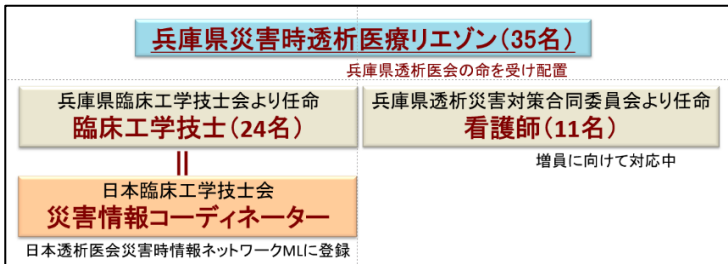 兵庫県災害時透析医療リエゾン(35名)
兵庫県透析医会の命を受け配置
兵庫県臨床工学技士会より任命
臨床工学技士(24名)
兵庫県透析災害対策合同委員会より任命
看護師(11名)
増員に向けて対応中
日本臨床工学技士会
災害情報コーディネーター
日本透析医会災害時情報ネットワークMLに登録